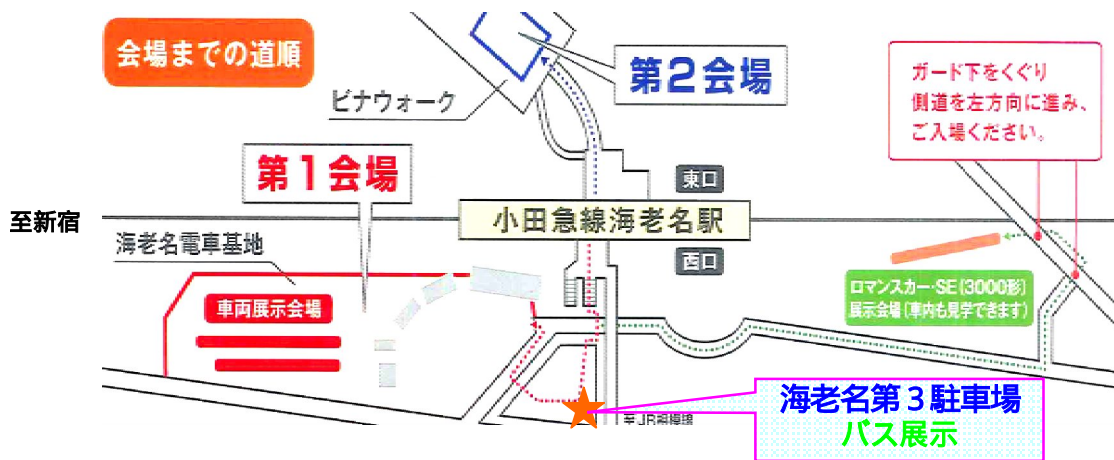 会場までの道順
第2会場
ビナウォーク
ガード下をくぐり
側道を左方向に進み、
ご入場ください。
第1会場
東口
至新宿
小田急線海老名駅
海老名電車基地
西口
車両展示会場
ロマンスカー・SE(3000形)
展示会場(車内も見学できます)
海老名第3駐車場
バス展示
至JR相模線